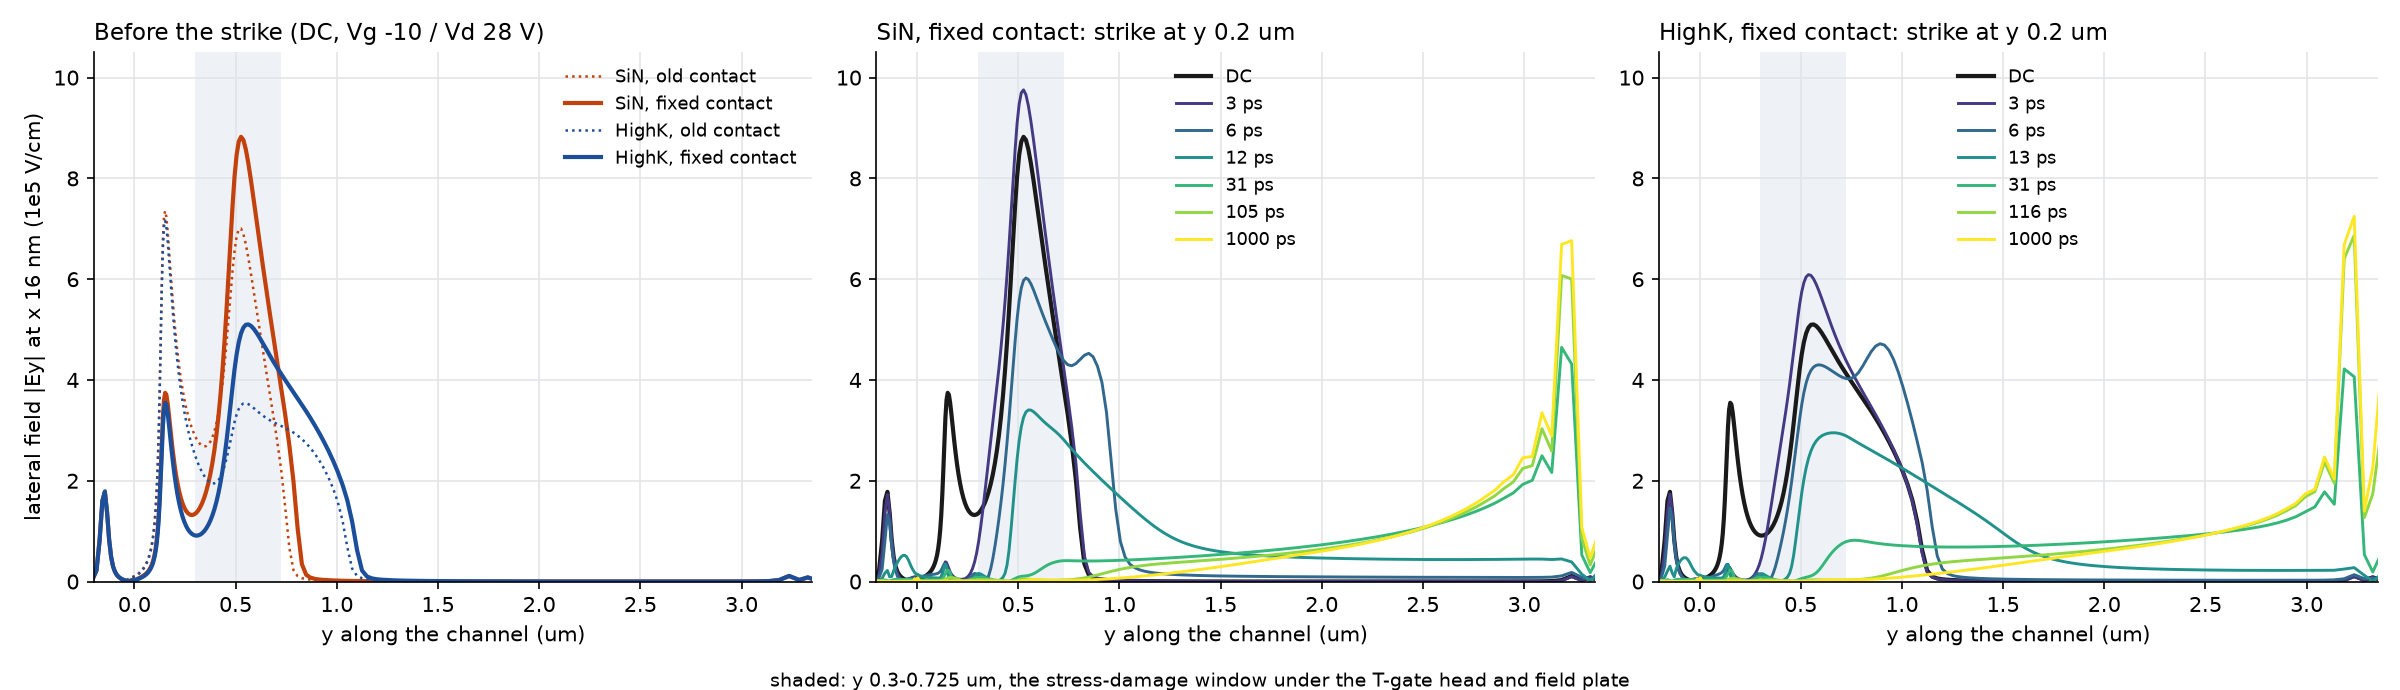 Before the strike (DC, Vg -10 / Vd 28 V)
lateral field |Ey| at x 16 nm (1e5 V/cm)
10
8
6
4
2
0
SiN, old contact
SiN, fixed contact
HighK, old contact
HighK, fixed contact
0.0 0.5 1.0 1.5 2.0 2.5 3.0
y along the channel (um)
SiN, fixed contact: strike at y 0.2 um
10
8
6
4
2
0
DC
3 ps
6 ps
12 ps
31 ps
105 ps
1000 ps
0.0 0.5 1.0 1.5 2.0 2.5 3.0
y along the channel (um)
HighK, fixed contact: strike at y 0.2 um
10
8
6
4
2
0
DC
3 ps
6 ps
13 ps
31 ps
116 ps
1000 ps
0.0 0.5 1.0 1.5 2.0 2.5 3.0
y along the channel (um)
shaded: y 0.3-0.725 um, the stress-damage window under the T-gate head and field plate